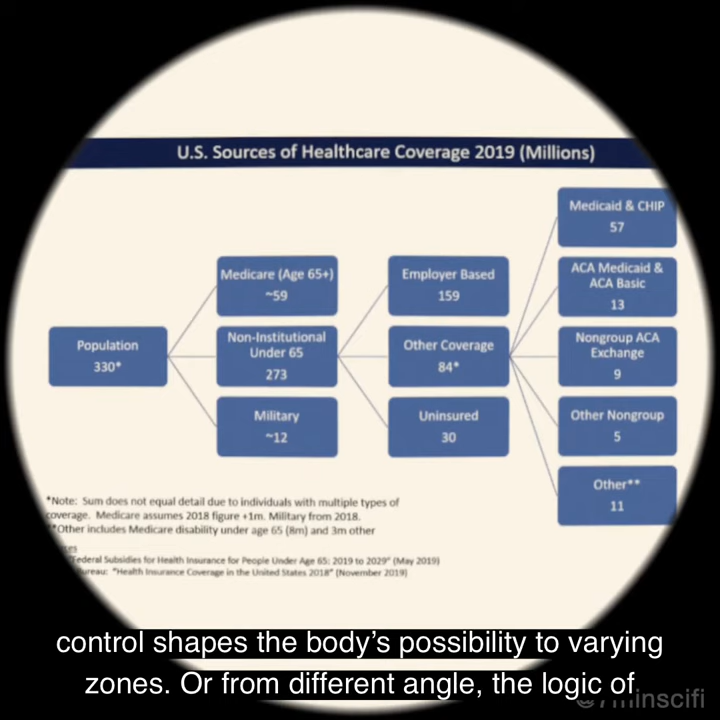 U.S. Sources of Healthcare Coverage 2019 (Millions)
Medicaid & CHIP
57
Medicare (Age 65+)
~59
Employer Based
159
ACA Medicaid &
ACA Basic
13
Population
330*
Non-Institutional
Under 65
273
Other Coverage
84*
Nongroup ACA
Exchange
9
Military
~12
Uninsured
30
Other Nongroup
5
Other**
11
*Note: Sum does not equal detail due to individuals with multiple types of
coverage. Medicare assumes 2018 figure +1m. Military from 2018.
*Other includes Medicare disability under age 65 (8m) and 3m other
"Federal Subsidies for Health Insurance for People Under Age 65: 2019 to 2029" (May 2019)
"Health Insurance Coverage in the United States 2018" (November 2019)
control shapes the body's possibility to varying
zones. Or from different angle, the logic of